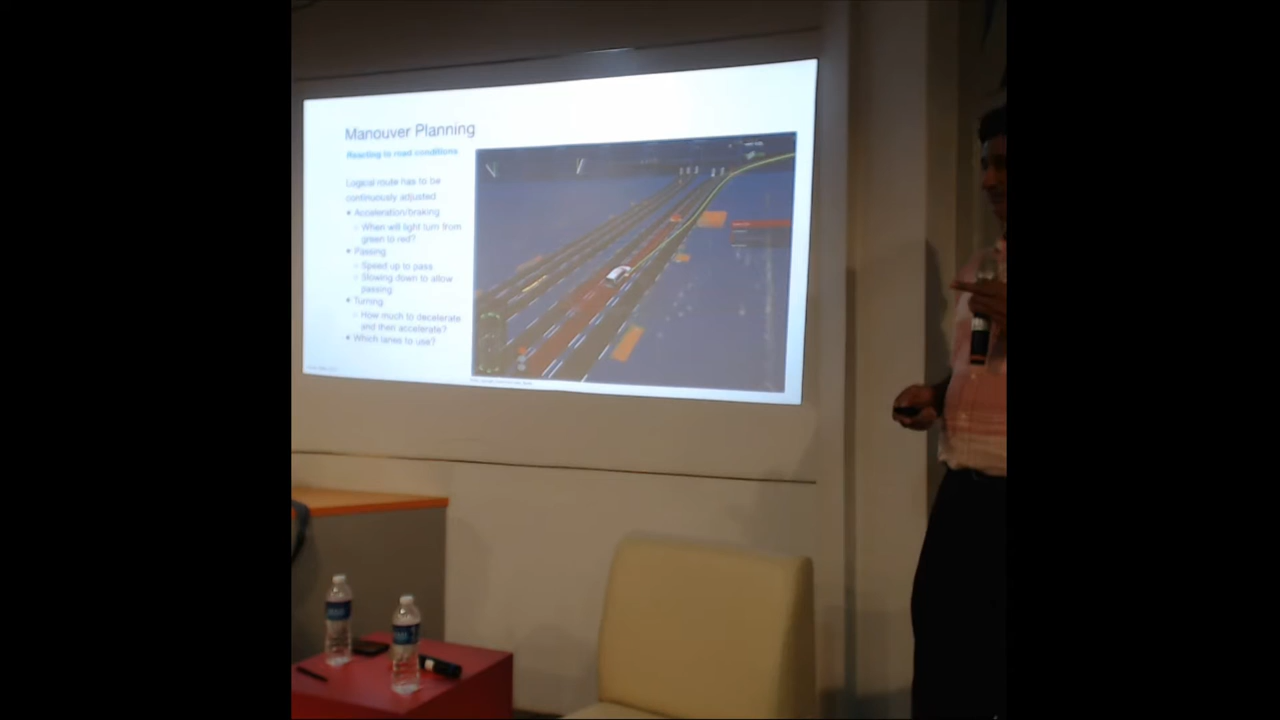 Manouver Planning
Reacting to road conditions
Logical route has to be
continuously adjusted
• Acceleration/braking
○ When will light turn from
green to red?
• Passing
○ Speed up to pass
○ Slowing down to allow
passing
• Turning
○ How much to decelerate
and then accelerate?
• Which lanes to use?